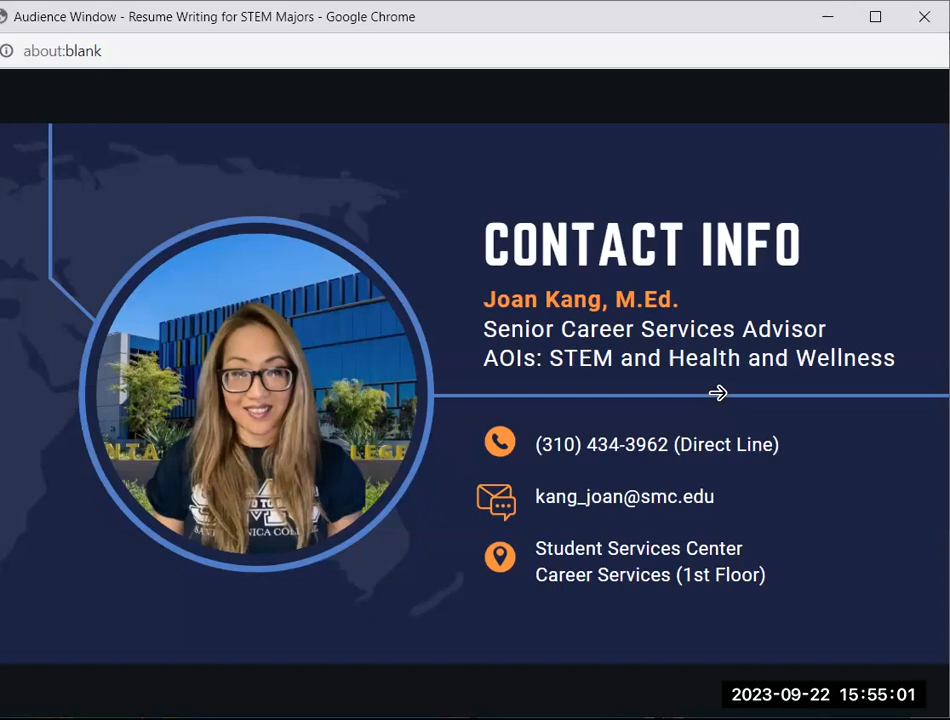 Audience Window - Resume Writing for STEM Majors - Google Chrome
about:blank
CONTACT INFO
Joan Kang, M.Ed.
Senior Career Services Advisor
AOIs: STEM and Health and Wellness
(310) 434-3962 (Direct Line)
kang_joan@smc.edu
Student Services Center
Career Services (1st Floor)
2023-09-22 15:55:01